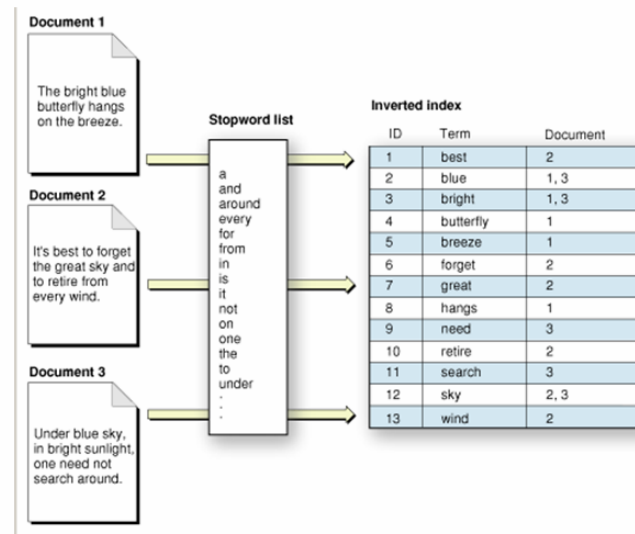 Document 1
The bright blue
butterfly hangs
on the breeze.
Document 2
It's best to forget
the great sky and
to retire from
every wind.
Document 3
Under blue sky,
in bright sunlight,
one need not
search around.
Stopword list
a
and
around
every
for
from
in
is
it
not
on
one
the
to
under
:
:
Inverted index
ID Term Document
1 best 2
2 blue 1, 3
3 bright 1, 3
4 butterfly 1
5 breeze 1
6 forget 2
7 great 2
8 hangs 1
9 need 3
10 retire 2
11 search 3
12 sky 2, 3
13 wind 2